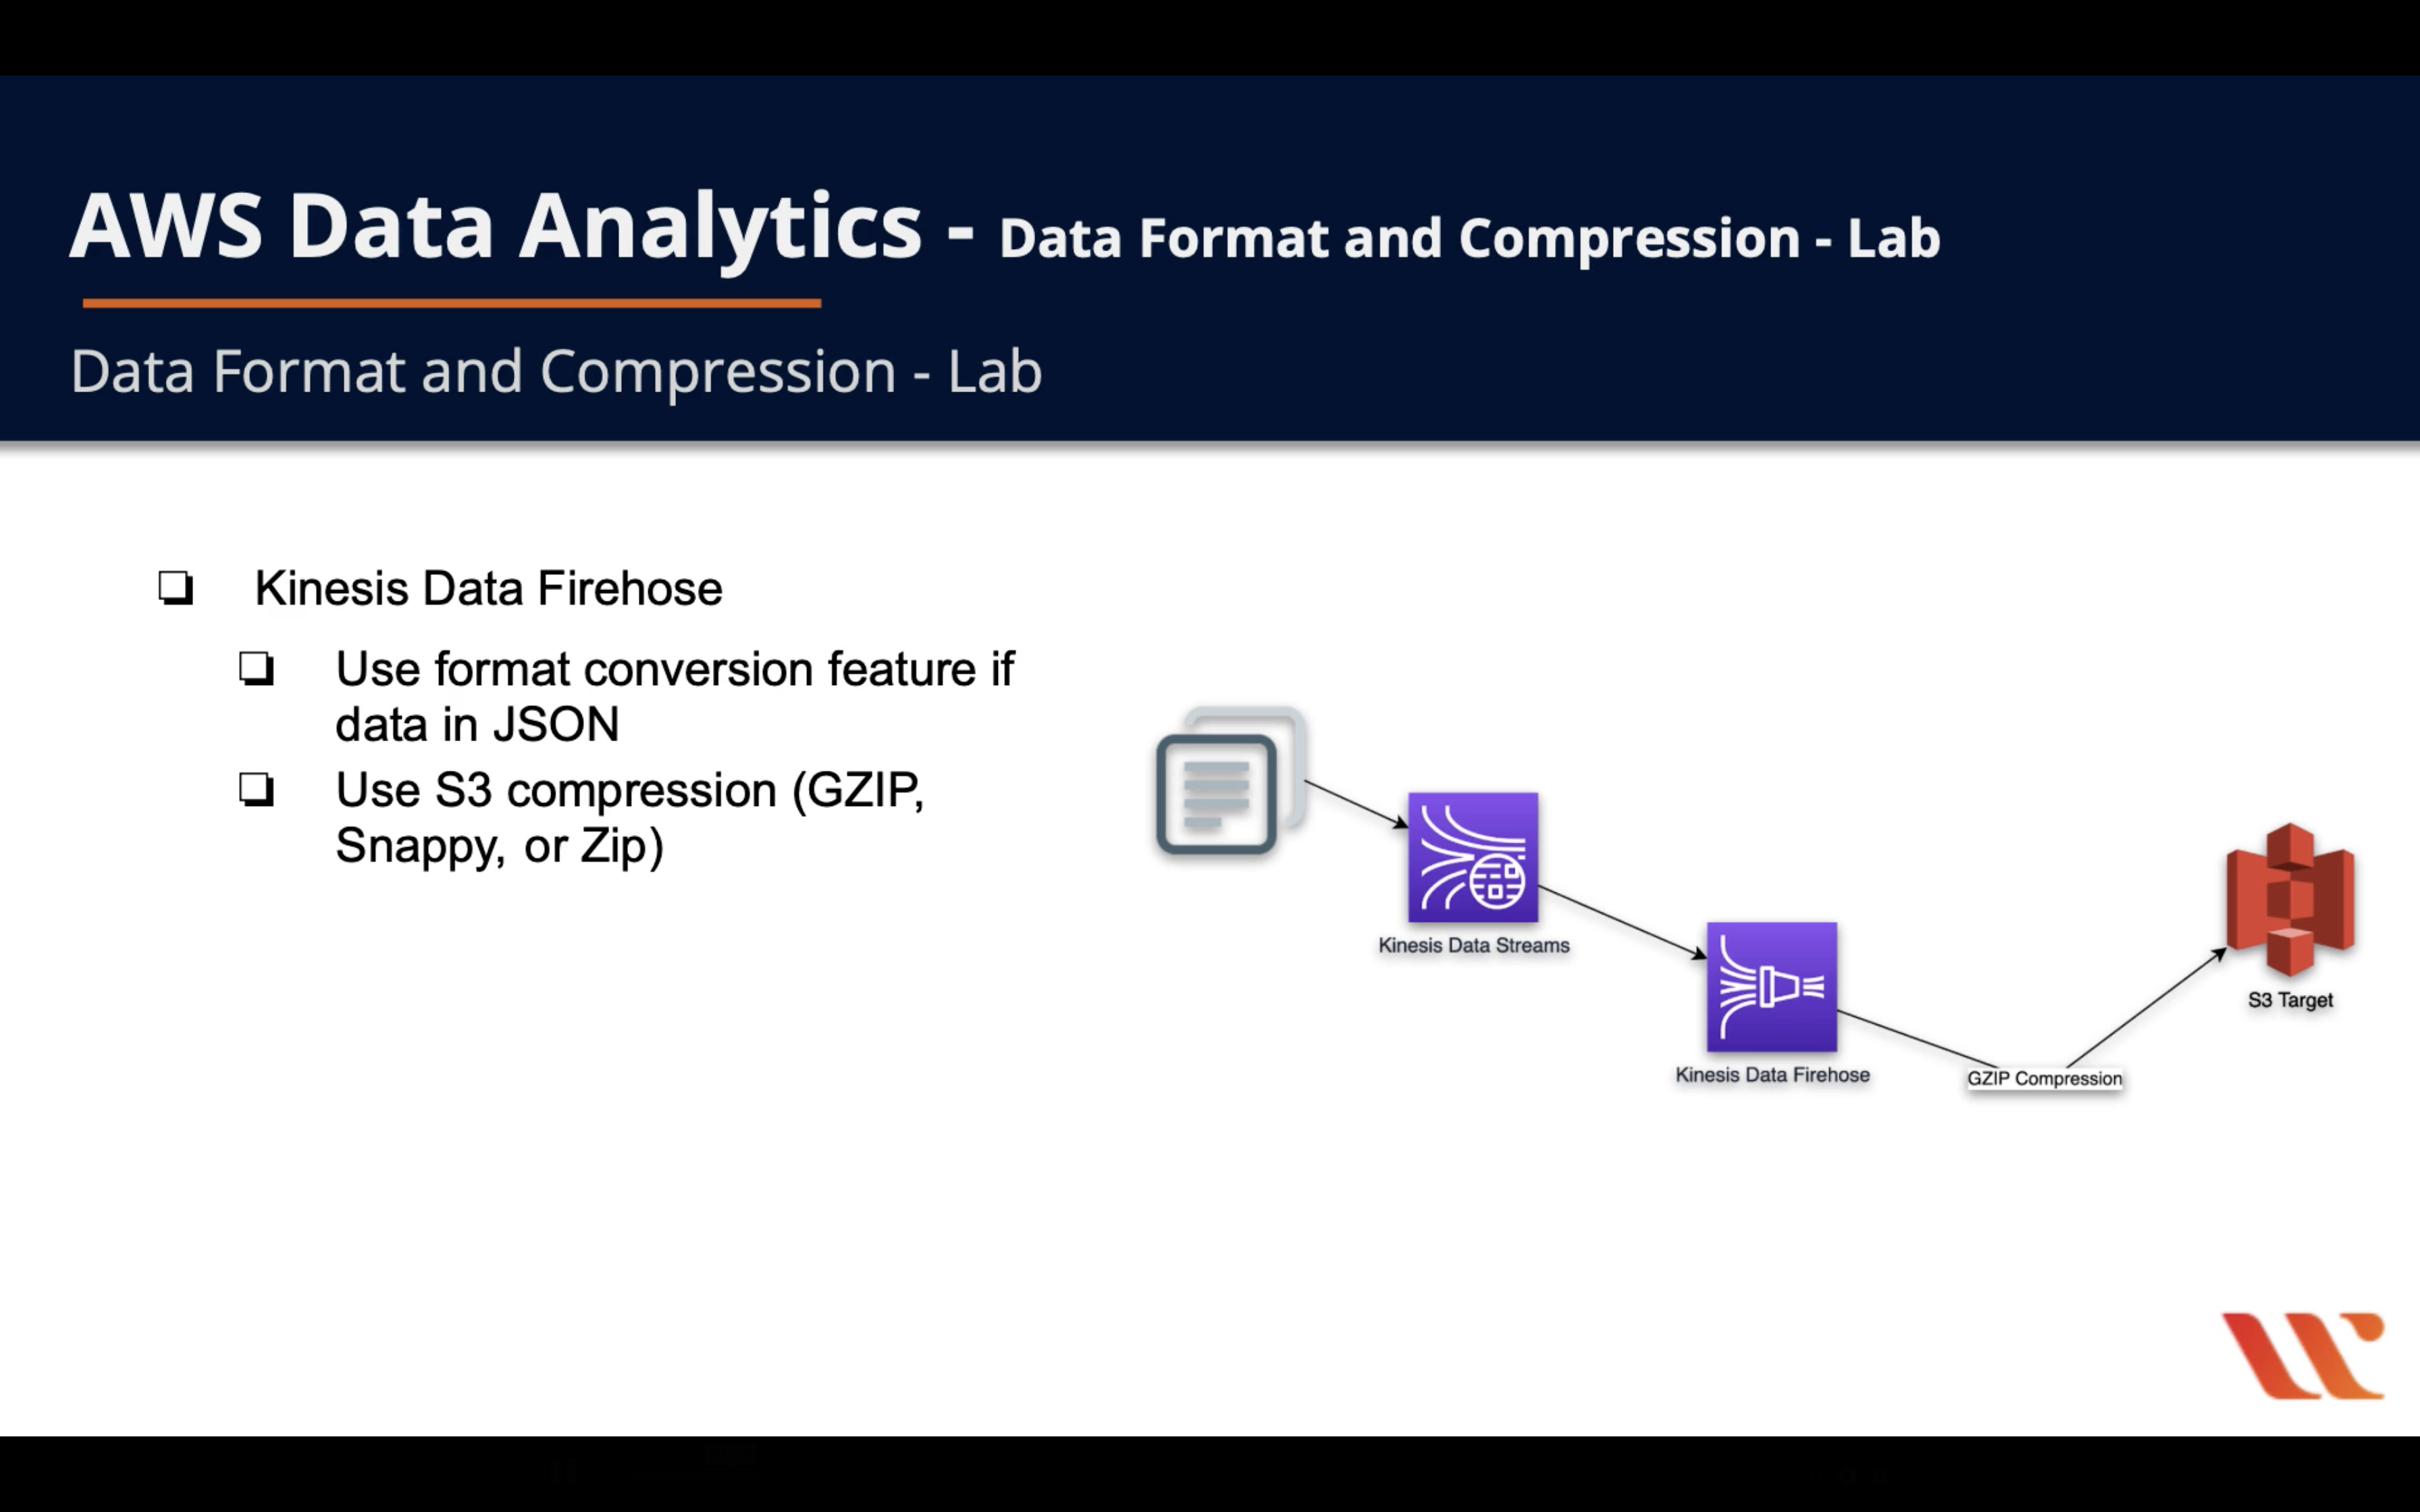 AWS Data Analytics - Data Format and Compression - Lab
Data Format and Compression - Lab
Kinesis Data Firehose
Use format conversion feature if
data in JSON
Use S3 compression (GZIP,
Snappy, or Zip)
Kinesis Data Streams
Kinesis Data Firehose
GZIP Compression
S3 Target